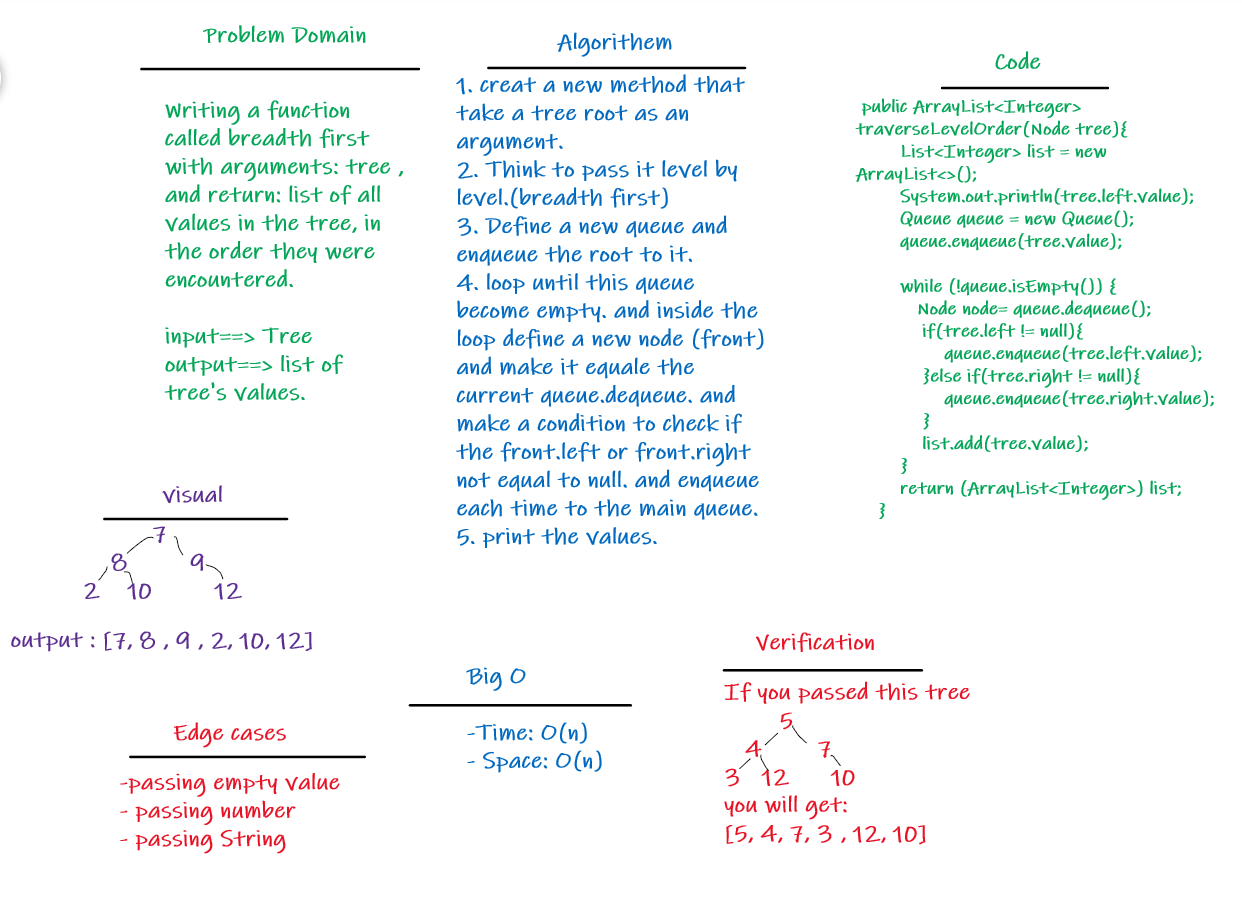 Problem Domain
Writing a function
called breadth first
with arguments: tree ,
and return: list of all
values in the tree, in
the order they were
encountered.
input==> Tree
output==> list of
tree's values.
Algorithem
1. creat a new method that
take a tree root as an
argument.
2. Think to pass it level by
level.(breadth first)
3. Define a new queue and
enqueue the root to it.
4. loop until this queue
become empty. and inside the
loop define a new node (front)
and make it equale the
current queue.dequeue. and
make a condition to check if
the front.left or front.right
not equal to null. and enqueue
each time to the main queue.
5. print the values.
Code
public ArrayList<Integer>
traverseLevelOrder(Node tree){
List<Integer> list = new
ArrayList<>();
System.out.println(tree.left.value);
Queue queue = new Queue();
queue.enqueue(tree.value);
while (!queue.isEmpty()) {
Node node= queue.dequeue();
if(tree.left != null){
queue.enqueue(tree.left.value);
}else if(tree.right != null){
queue.enqueue(tree.right.value);
}
list.add(tree.value);
}
return (ArrayList<Integer>) list;
}
visual
7
8 9
2 10 12
output : [7, 8 , 9 , 2, 10, 12]
Edge cases
-passing empty value
- passing number
- passing String
Big O
-Time: O(n)
- Space: O(n)
Verification
If you passed this tree
5
4 7
3 12 10
you will get:
[5, 4, 7, 3 , 12, 10]